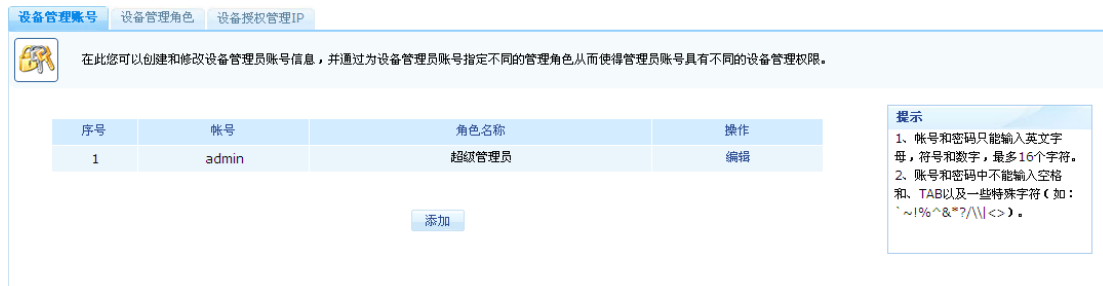 设备管理账号 设备管理角色 设备授权管理IP
在此您可以创建和修改设备管理员账号信息，并通过为设备管理员账号指定不同的管理角色从而使得管理员账号具有不同的设备管理权限。
序号 帐号 角色名称 操作
1 admin 超级管理员 编辑
添加
提示
1、帐号和密码只能输入英文字
母，符号和数字，最多16个字符。
2、账号和密码中不能输入空格
和、TAB以及一些特殊字符（如：
`~!%^&*?/\\|<>）。